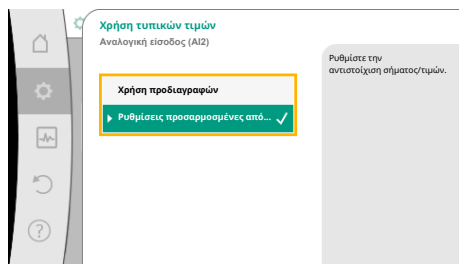 Χρήση τυπικών τιμών
Αναλογική είσοδος (AI2)
Ρυθμίστε την
αντιστοίχιση σήματος/τιμών.
Χρήση προδιαγραφών
Ρυθμίσεις προσαρμοσμένες από...
?